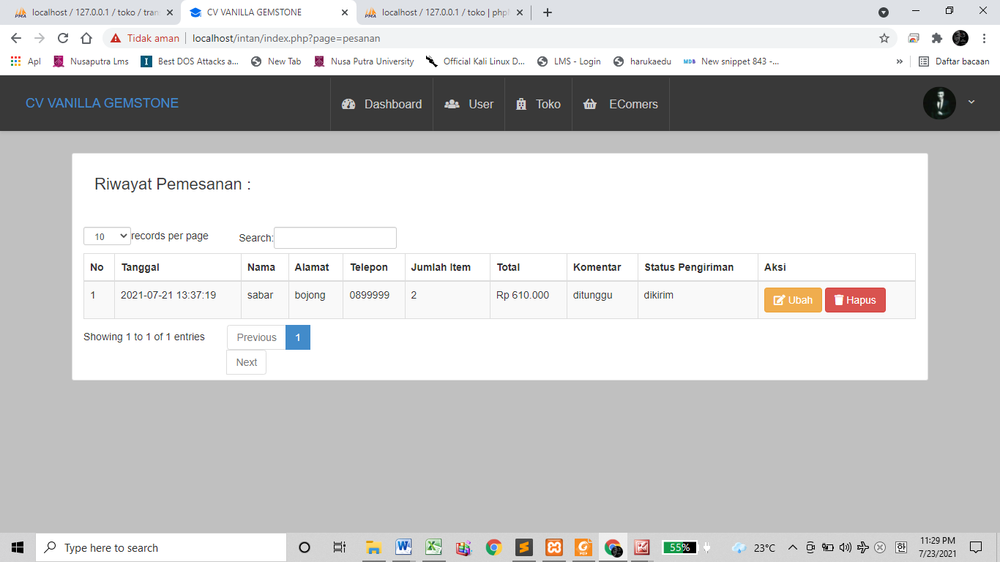 localhost / 127.0.0.1 / toko / tran
CV VANILLA GEMSTONE
localhost / 127.0.0.1 / toko | php
Tidak aman
localhost/intan/index.php?page=pesanan
Apl
Nusaputra Lms
Best DOS Attacks a...
New Tab
Nusa Putra University
Official Kali Linux D...
LMS - Login
harukaedu
New snippet 843 -...
»
Daftar bacaan
CV VANILLA GEMSTONE
Dashboard
User
Toko
EComers
Riwayat Pemesanan :
10 records per page
Search:
No Tanggal Nama Alamat Telepon Jumlah Item Total Komentar Status Pengiriman Aksi
1 2021-07-21 13:37:19 sabar bojong 0899999 2 Rp 610.000 ditunggu dikirim Ubah Hapus
Showing 1 to 1 of 1 entries
Previous 1
Next
Type here to search
55%
23°C
11:29 PM
7/23/2021